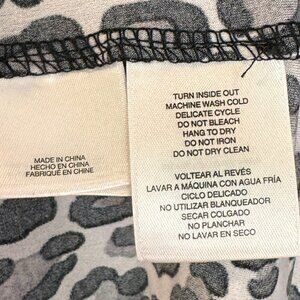 MADE IN CHINA
HECHO EN CHINA
FABRIQUÉ EN CHINE
TURN INSIDE OUT
MACHINE WASH COLD
DELICATE CYCLE
DO NOT BLEACH
HANG TO DRY
DO NOT IRON
DO NOT DRY CLEAN
VOLTEAR AL REVÉS
LAVAR A MÁQUINA CON AGUA FRÍA
CICLO DELICADO
NO UTILIZAR BLANQUEADOR
SECAR COLGADO
NO PLANCHAR
NO LAVAR EN SECO